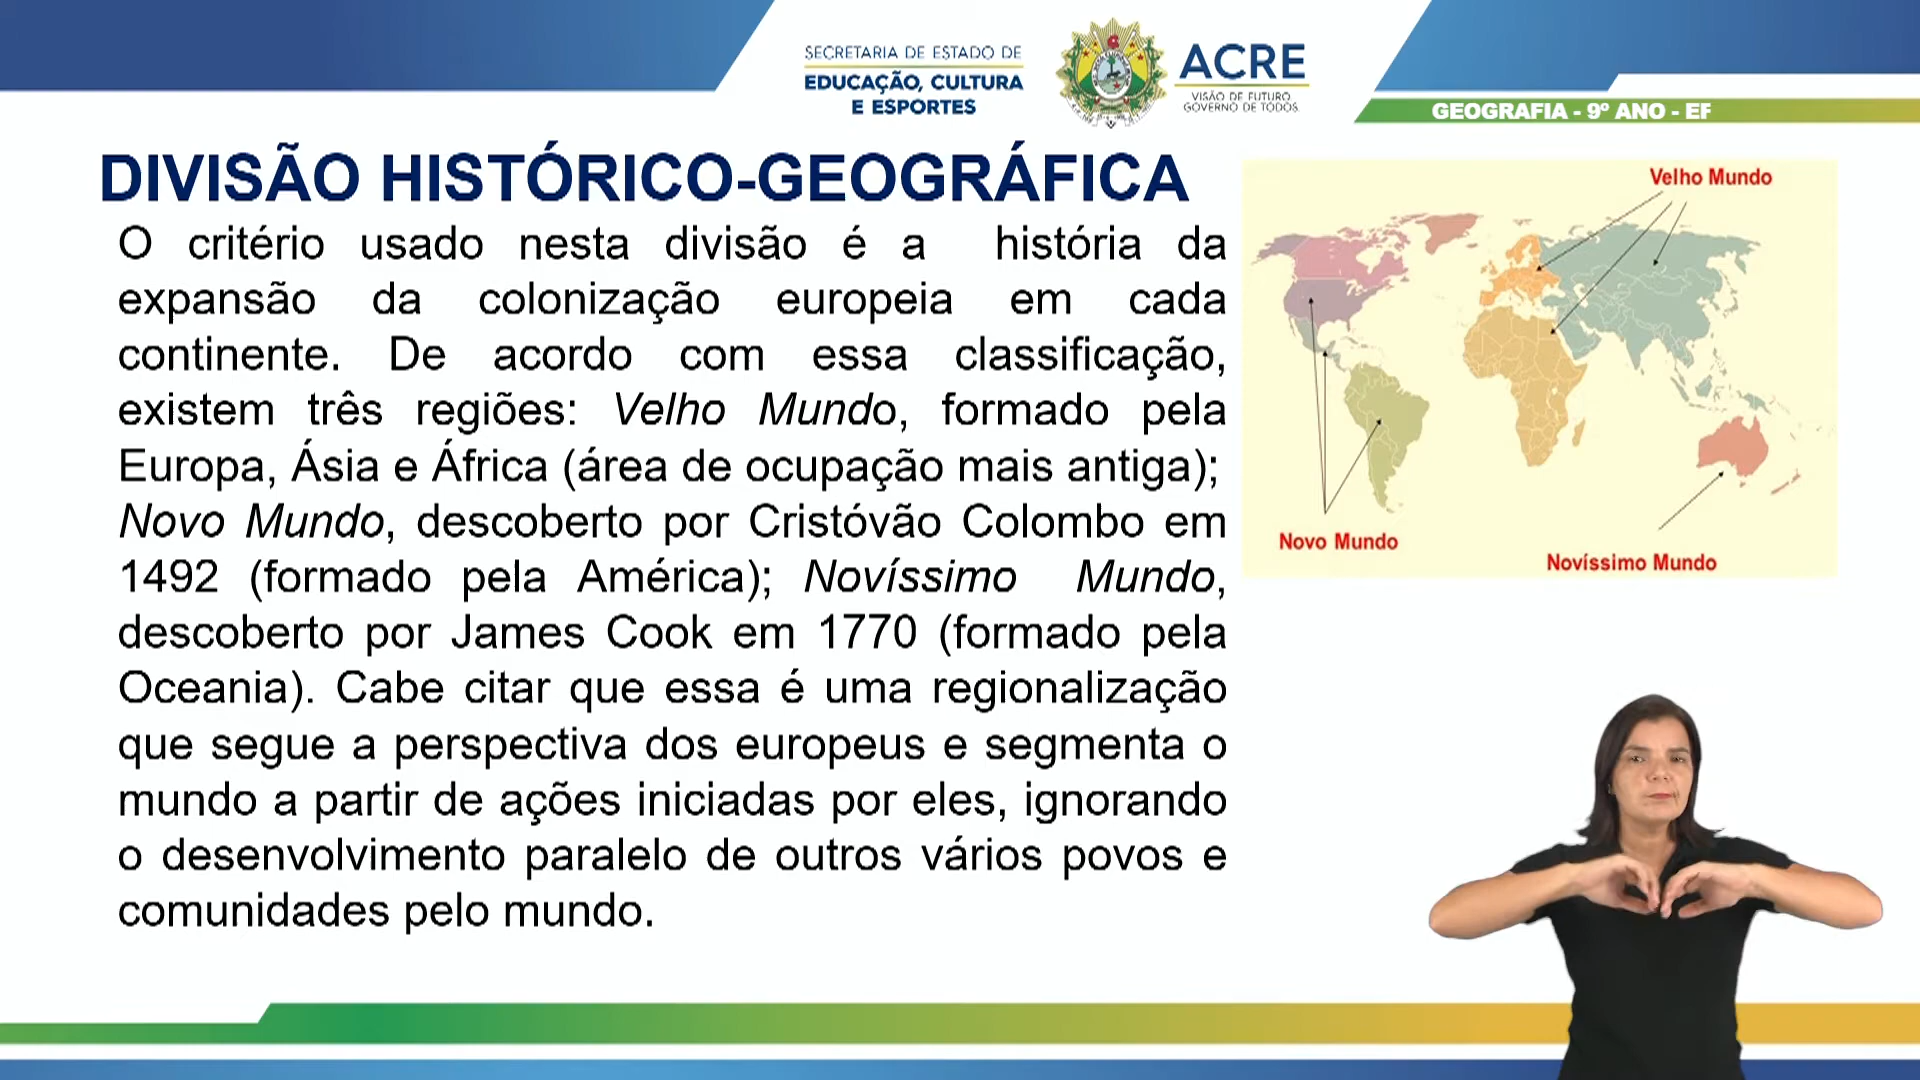 SECRETARIA DE ESTADO DE
EDUCAÇÃO, CULTURA
E ESPORTES
ACRE
VISÃO DE FUTURO
GOVERNO DE TODOS
GEOGRAFIA - 9º ANO - EF
DIVISÃO HISTÓRICO-GEOGRÁFICA
O critério usado nesta divisão é a história da
expansão da colonização europeia em cada
continente. De acordo com essa classificação,
existem três regiões: Velho Mundo, formado pela
Europa, Ásia e África (área de ocupação mais antiga);
Novo Mundo, descoberto por Cristóvão Colombo em
1492 (formado pela América); Novíssimo Mundo,
descoberto por James Cook em 1770 (formado pela
Oceania). Cabe citar que essa é uma regionalização
que segue a perspectiva dos europeus e segmenta o
mundo a partir de ações iniciadas por eles, ignorando
o desenvolvimento paralelo de outros vários povos e
comunidades pelo mundo.
Velho Mundo
Novo Mundo
Novíssimo Mundo